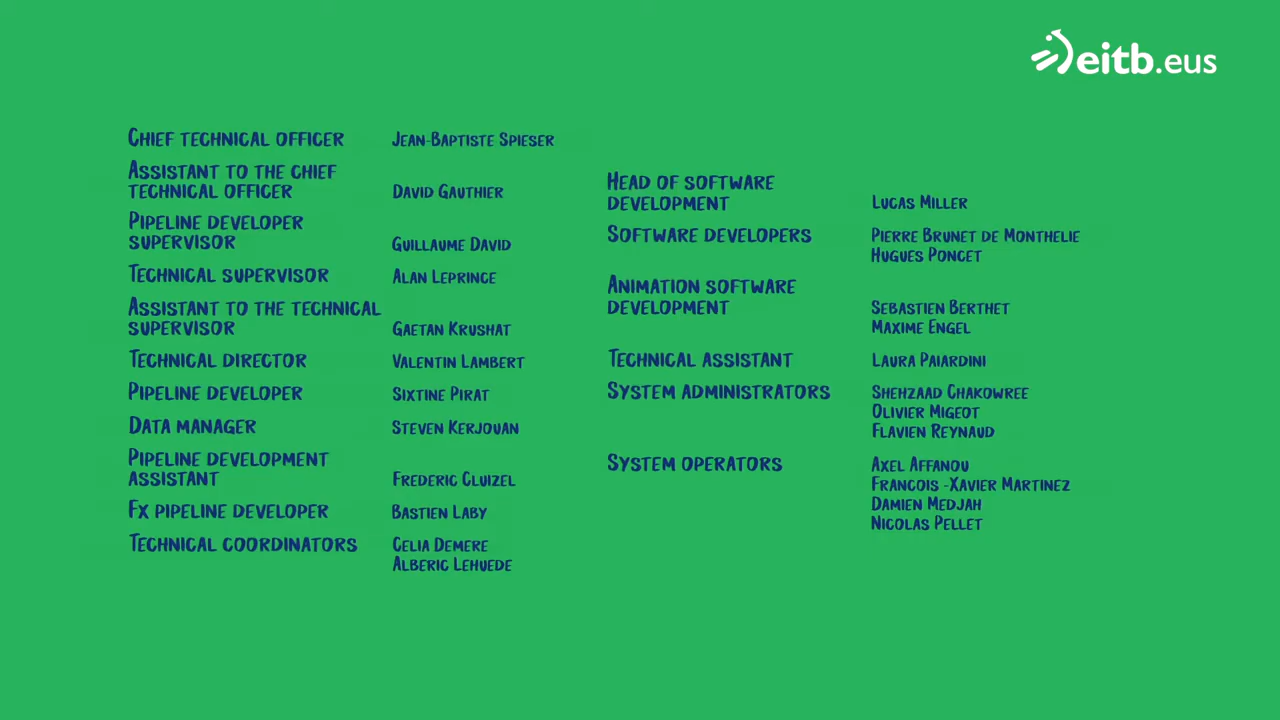 eitb.eus
Chief technical officer Jean-Baptiste Spieser
Assistant to the chief
technical officer David Gauthier
Pipeline developer
supervisor Guillaume David
Technical supervisor Alan Leprince
Assistant to the technical
supervisor Gaetan Krushat
Technical director Valentin Lambert
Pipeline developer Sixtine Pirat
Data manager Steven Kerjouan
Pipeline development
assistant Frederic Cluizel
Fx pipeline developer Bastien Laby
Technical coordinators Celia Demere
Alberic Lehuede
Head of software
development Lucas Miller
Software developers Pierre Brunet de Monthelie
Hugues Poncet
Animation software
development Sebastien Berthet
Maxime Engel
Technical assistant Laura Paiardini
System administrators Shehzaad Chakowree
Olivier Migeot
Flavien Reynaud
System operators Axel Affanou
Francois -Xavier Martinez
Damien Medjah
Nicolas Pellet